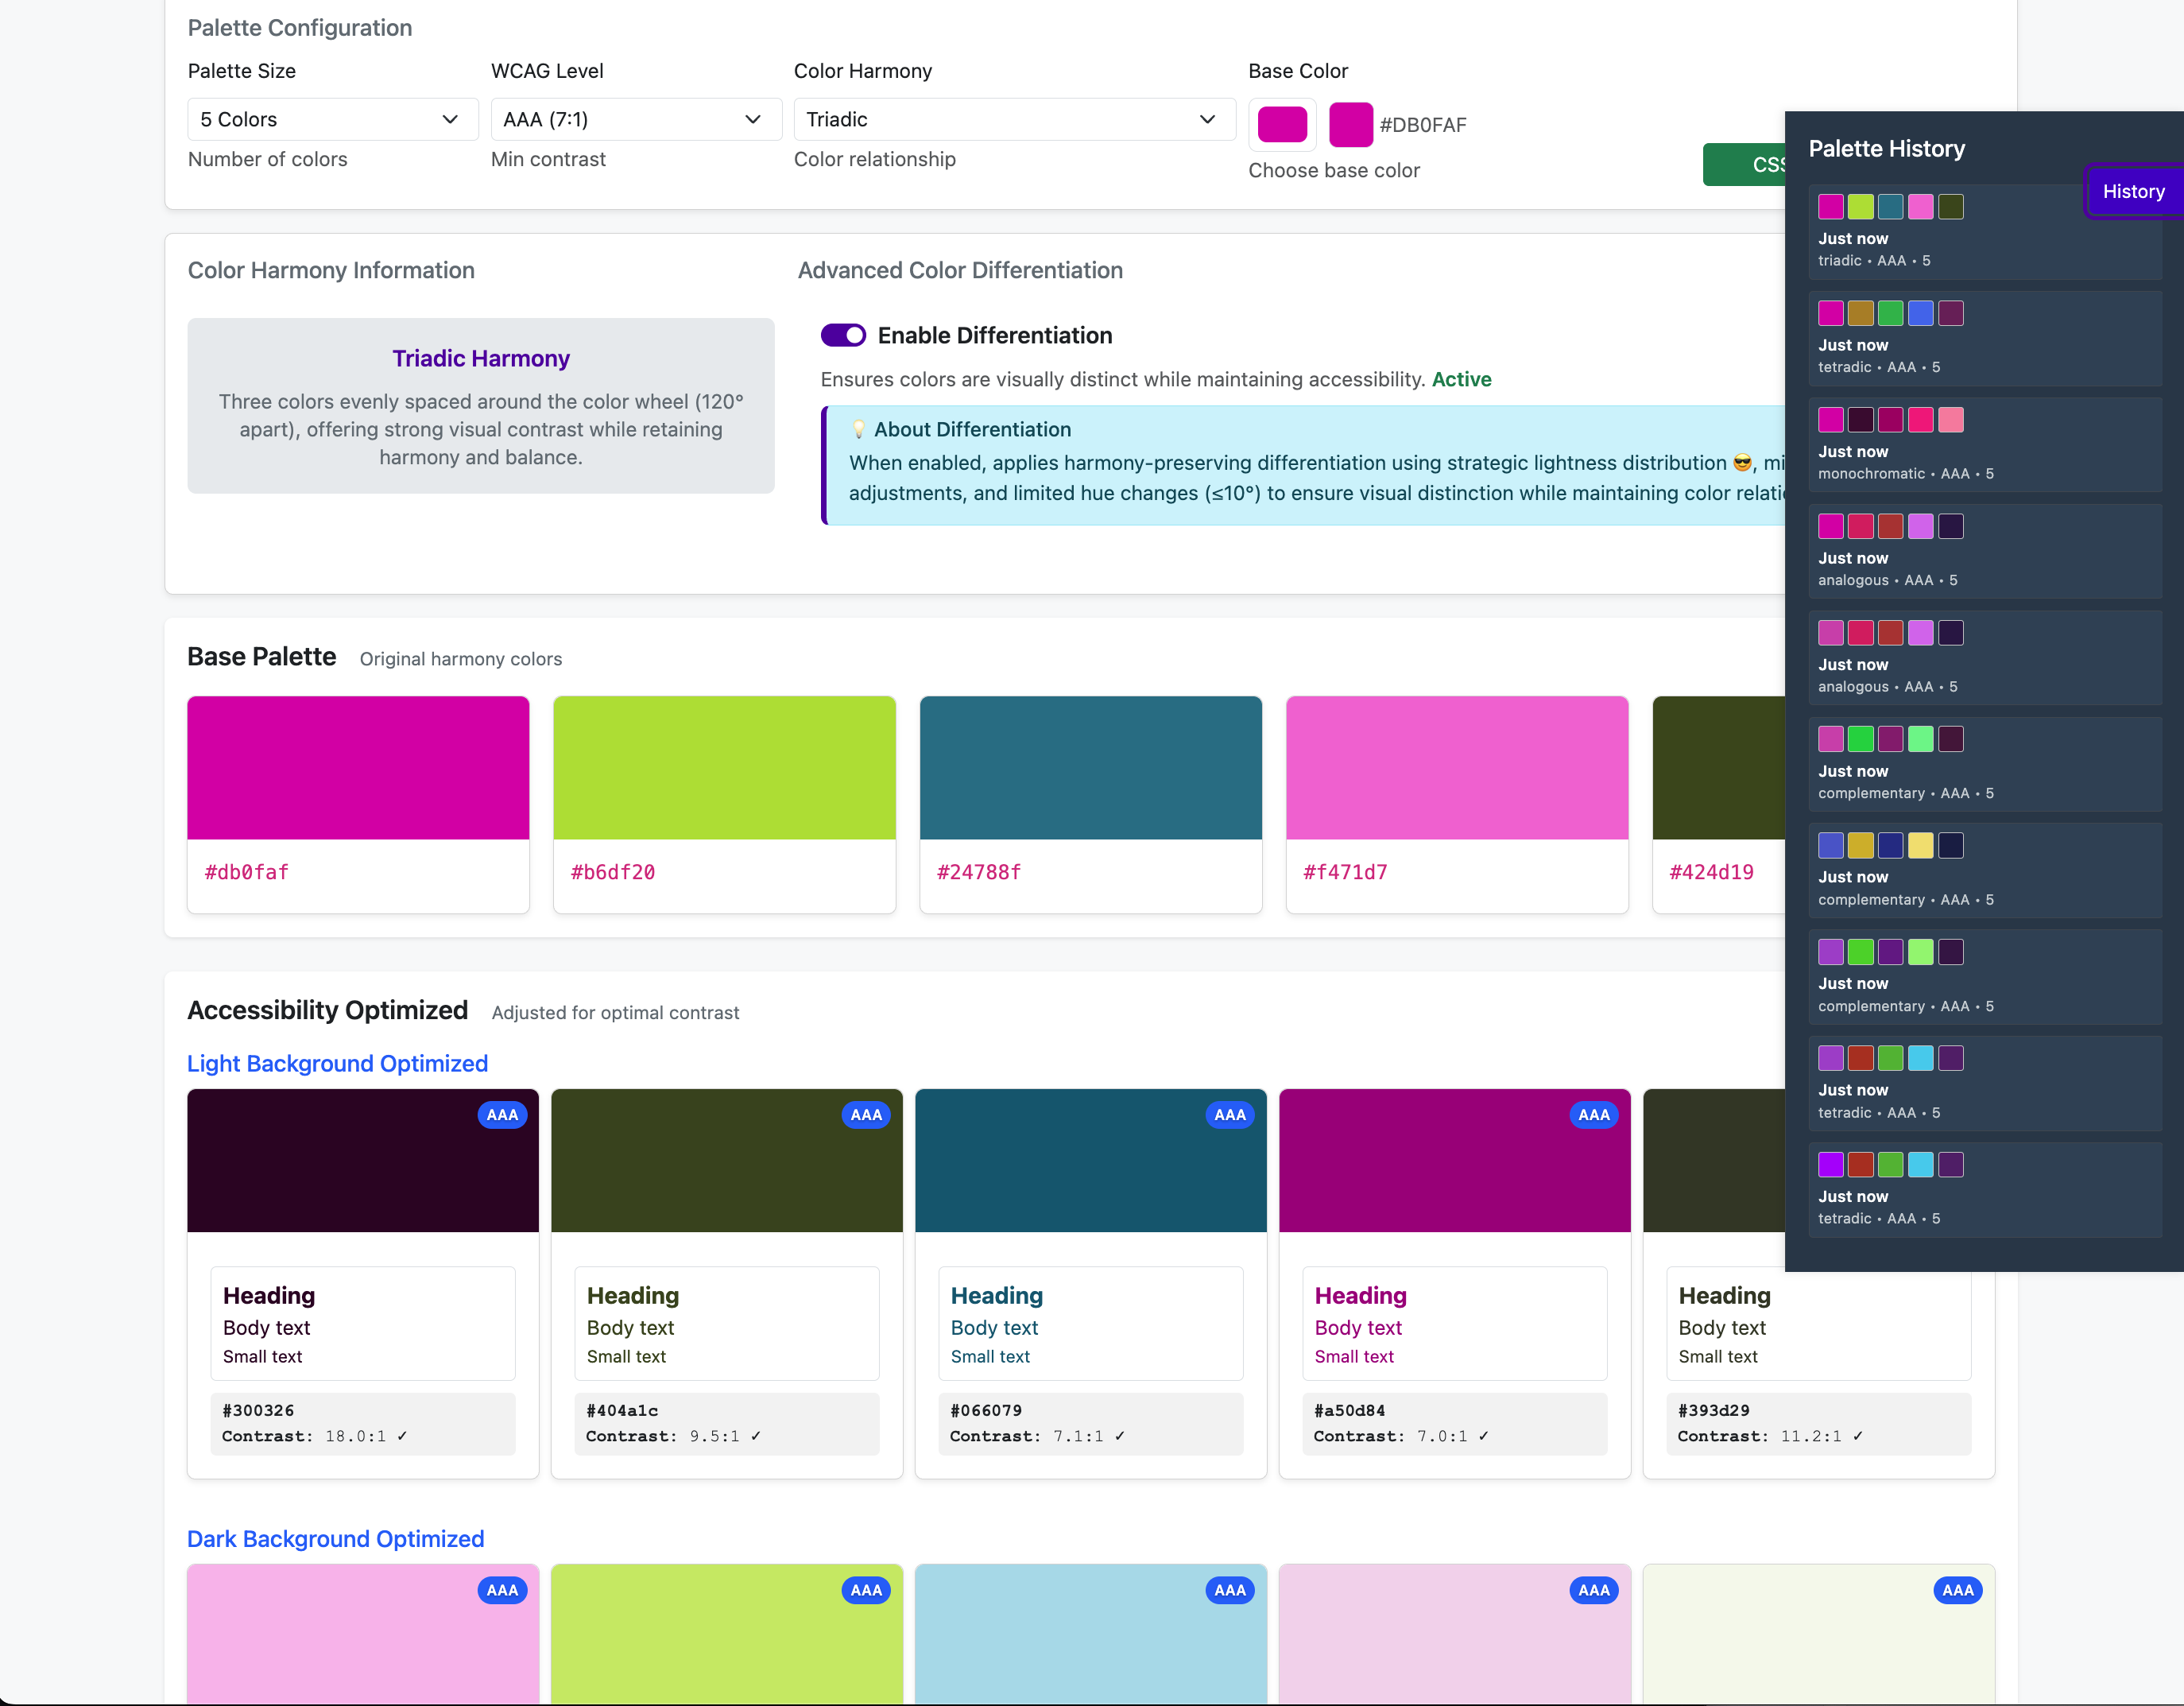 Palette Configuration
Palette Size
WCAG Level
Color Harmony
Base Color
5 Colors
AAA (7:1)
Triadic
#DB0FAF
Number of colors
Min contrast
Color relationship
Choose base color
CSS
Color Harmony Information
Triadic Harmony
Three colors evenly spaced around the color wheel (120°
apart), offering strong visual contrast while retaining
harmony and balance.
Advanced Color Differentiation
Enable Differentiation
Ensures colors are visually distinct while maintaining accessibility. Active
💡 About Differentiation
When enabled, applies harmony-preserving differentiation using strategic lightness distribution 😎, mi
adjustments, and limited hue changes (≤10°) to ensure visual distinction while maintaining color relati
Base Palette Original harmony colors
#db0faf
#b6df20
#24788f
#f471d7
#424d19
Accessibility Optimized Adjusted for optimal contrast
Light Background Optimized
AAA
AAA
AAA
AAA
Heading
Body text
Small text
#300326
Contrast: 18.0:1 ✓
Heading
Body text
Small text
#404a1c
Contrast: 9.5:1 ✓
Heading
Body text
Small text
#066079
Contrast: 7.1:1 ✓
Heading
Body text
Small text
#a50d84
Contrast: 7.0:1 ✓
Heading
Body text
Small text
#393d29
Contrast: 11.2:1 ✓
Dark Background Optimized
AAA
AAA
AAA
AAA
AAA
Palette History
History
Just now
triadic • AAA • 5
Just now
tetradic • AAA • 5
Just now
monochromatic • AAA • 5
Just now
analogous • AAA • 5
Just now
analogous • AAA • 5
Just now
complementary • AAA • 5
Just now
complementary • AAA • 5
Just now
complementary • AAA • 5
Just now
tetradic • AAA • 5
Just now
tetradic • AAA • 5